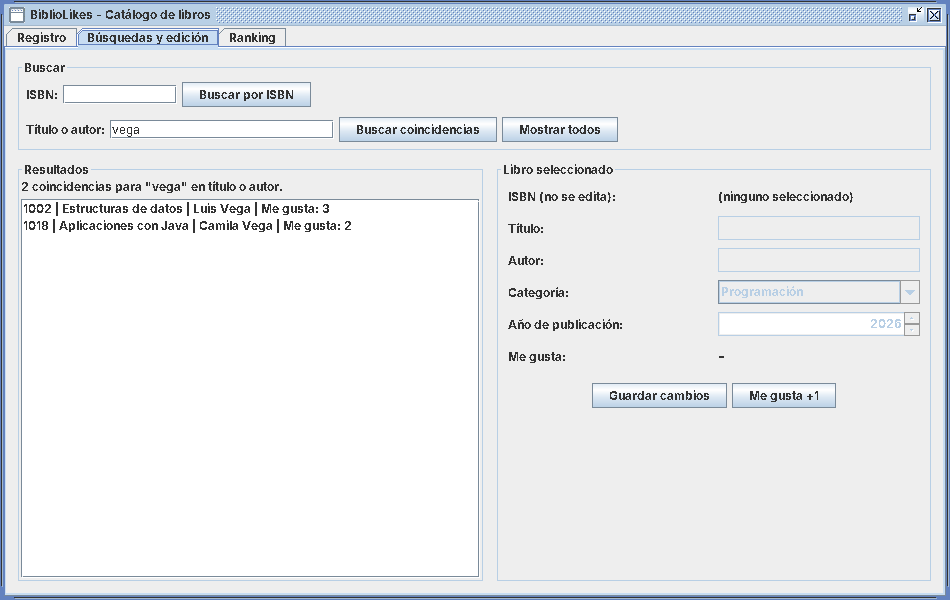 BiblioLikes - Catálogo de libros
Registro Búsquedas y edición Ranking
Buscar
ISBN: Buscar por ISBN
Título o autor: vega Buscar coincidencias Mostrar todos
Resultados
2 coincidencias para "vega" en título o autor.
1002 | Estructuras de datos | Luis Vega | Me gusta: 3
1018 | Aplicaciones con Java | Camila Vega | Me gusta: 2
Libro seleccionado
ISBN (no se edita): (ninguno seleccionado)
Título:
Autor:
Categoría: Programación
Año de publicación: 2026
Me gusta: -
Guardar cambios Me gusta +1